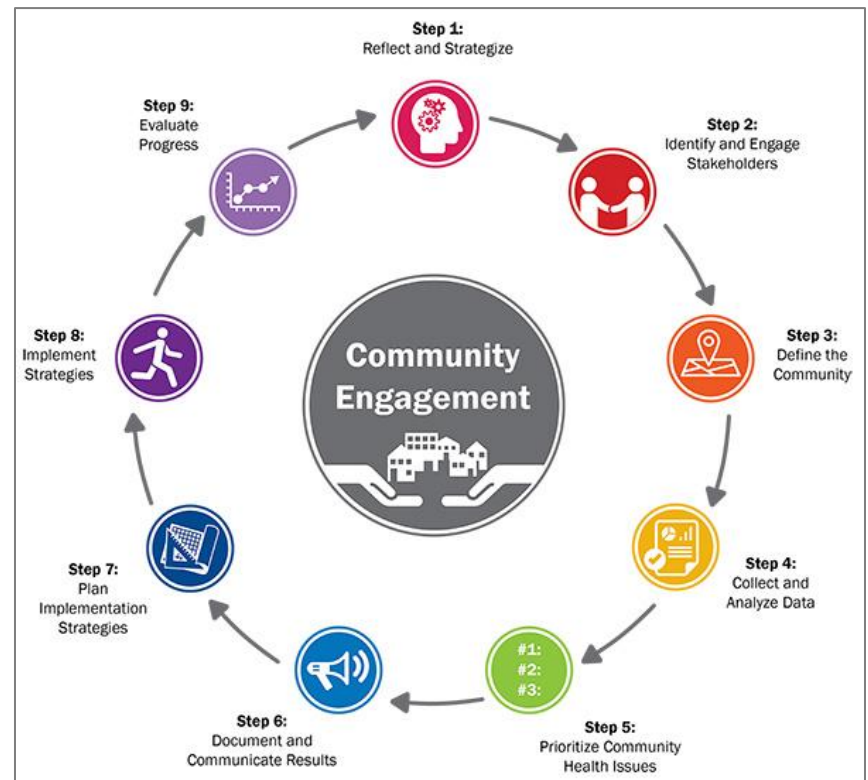 Step 1:
Reflect and Strategize
Step 2:
Identify and Engage
Stakeholders
Step 3:
Define the
Community
Step 4:
Collect and
Analyze Data
Step 5:
Prioritize Community
Health Issues
#1:
#2:
#3:
Step 6:
Document and
Communicate Results
Step 7:
Plan
Implementation
Strategies
Step 8:
Implement
Strategies
Step 9:
Evaluate
Progress
Community
Engagement